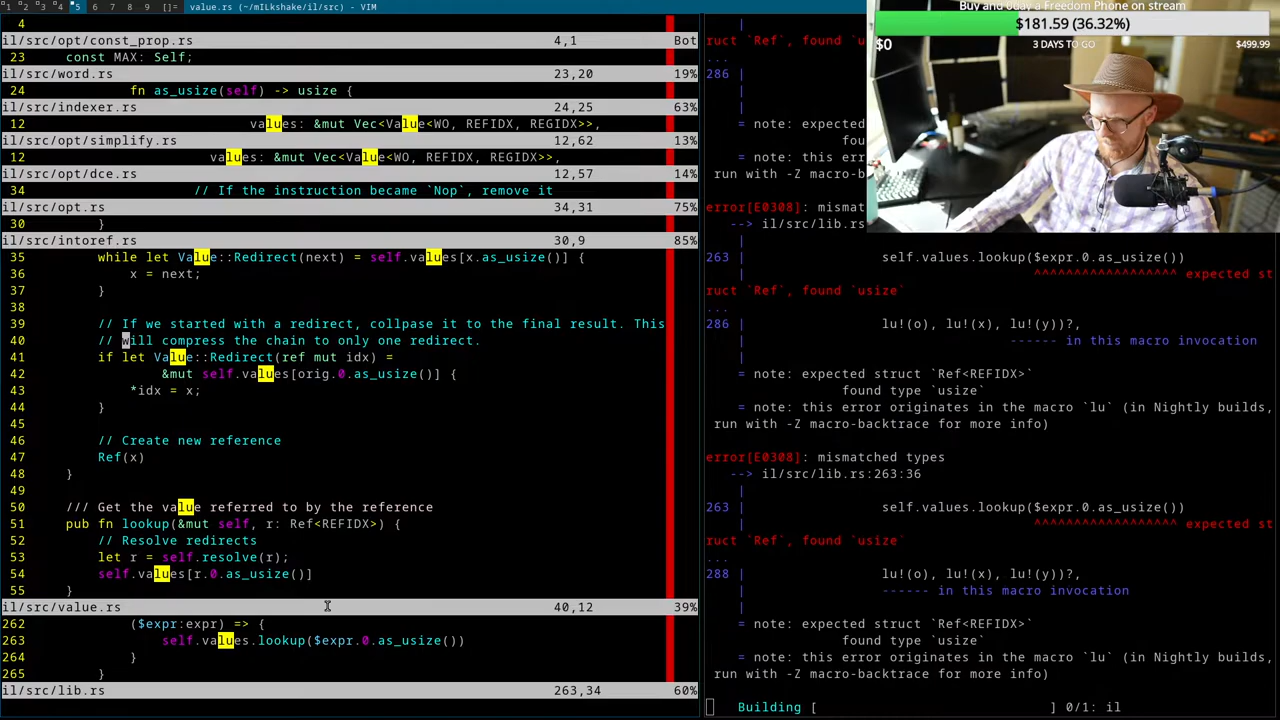 1 2 3 4 5 6 7 8 9 []= value.rs (~/mILkshake/il/src) - VIM
4
il/src/opt/const_prop.rs 4,1 Bot
23 const MAX: Self;
il/src/word.rs 23,20 19%
24 fn as_usize(self) -> usize {
il/src/indexer.rs 24,25 63%
12 values: &mut Vec<Value<WO, REFIDX, REGIDX>>,
il/src/opt/simplify.rs 12,62 13%
12 values: &mut Vec<Value<WO, REFIDX, REGIDX>>,
il/src/opt/dce.rs 12,57 14%
34 // If the instruction became `Nop`, remove it
il/src/opt.rs 34,31 75%
30 }
il/src/intoref.rs 30,9 85%
35 while let Value::Redirect(next) = self.values[x.as_usize()] {
36 x = next;
37 }
38
39 // If we started with a redirect, collpase it to the final result. This
40 // will compress the chain to only one redirect.
41 if let Value::Redirect(ref mut idx) =
42 &mut self.values[orig.0.as_usize()] {
43 *idx = x;
44 }
45
46 // Create new reference
47 Ref(x)
48 }
49
50 /// Get the value referred to by the reference
51 pub fn lookup(&mut self, r: Ref<REFIDX>) {
52 // Resolve redirects
53 let r = self.resolve(r);
54 self.values[r.0.as_usize()]
55 }
il/src/value.rs 40,12 39%
262 ($expr:expr) => {
263 self.values.lookup($expr.0.as_usize())
264 }
265 }
il/src/lib.rs 263,34 60%
|
ruct `Ref`, found `u
...
286 |
|
|
= note: expected
fou
= note: this err
run with -Z macro-b
error[E0308]: mismat
--> il/src/lib.rs
|
263 | self.values.lookup($expr.0.as_usize())
| ^^^^^^^^^^^^^^^^^^ expected st
ruct `Ref`, found `usize`
...
286 | lu!(o), lu!(x), lu!(y))?,
| ------ in this macro invocation
|
= note: expected struct `Ref<REFIDX>`
found type `usize`
= note: this error originates in the macro `lu` (in Nightly builds,
run with -Z macro-backtrace for more info)
error[E0308]: mismatched types
--> il/src/lib.rs:263:36
|
263 | self.values.lookup($expr.0.as_usize())
| ^^^^^^^^^^^^^^^^^^ expected st
ruct `Ref`, found `usize`
...
288 | lu!(o), lu!(x), lu!(y))?,
| ------ in this macro invocation
|
= note: expected struct `Ref<REFIDX>`
found type `usize`
= note: this error originates in the macro `lu` (in Nightly builds,
run with -Z macro-backtrace for more info)
Building [ ] 0/1: il
Buy and 0day a Freedom Phone on stream
$181.59 (36.32%)
$0 3 DAYS TO GO $499.99